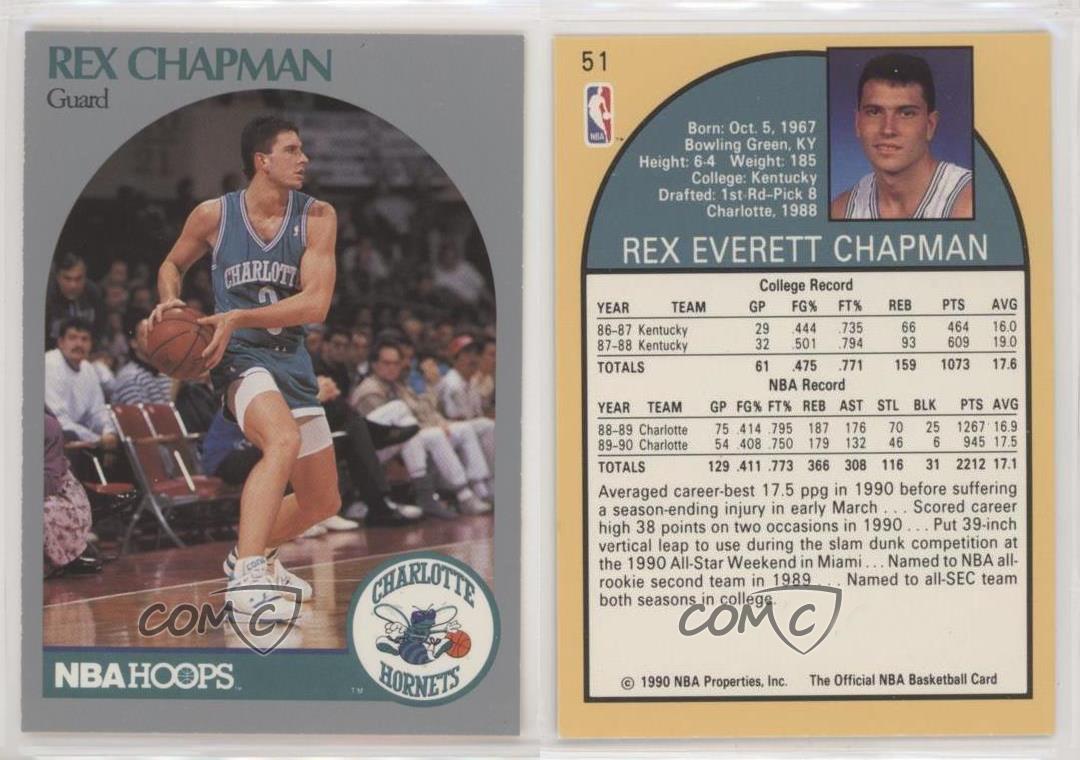 REX CHAPMAN
Guard
CHARLOTTE
3
CHARLOTTE
HORNETS
COMC
NBA HOOPS™
TM
51
NBA
Born: Oct. 5, 1967
Bowling Green, KY
Height: 6-4 Weight: 185
College: Kentucky
Drafted: 1st Rd-Pick 8
Charlotte, 1988
REX EVERETT CHAPMAN
College Record
YEAR TEAM GP FG% FT% REB PTS AVG
86-87 Kentucky 29 .444 .735 66 464 16.0
87-88 Kentucky 32 .501 .794 93 609 19.0
TOTALS 61 .475 .771 159 1073 17.6
NBA Record
YEAR TEAM GP FG% FT% REB AST STL BLK PTS AVG
88-89 Charlotte 75 .414 .795 187 176 70 25 1267 16.9
89-90 Charlotte 54 .408 .750 179 132 46 6 945 17.5
TOTALS 129 .411 .773 366 308 116 31 2212 17.1
Averaged career-best 17.5 ppg in 1990 before suffering
a season-ending injury in early March . . . Scored career
high 38 points on two occasions in 1990 . . . Put 39-inch
vertical leap to use during the slam dunk competition at
the 1990 All-Star Weekend in Miami . . . Named to NBA all-
rookie second team in 1989 . . . Named to all-SEC team
both seasons in college.
COMC
© 1990 NBA Properties, Inc. The Official NBA Basketball Card